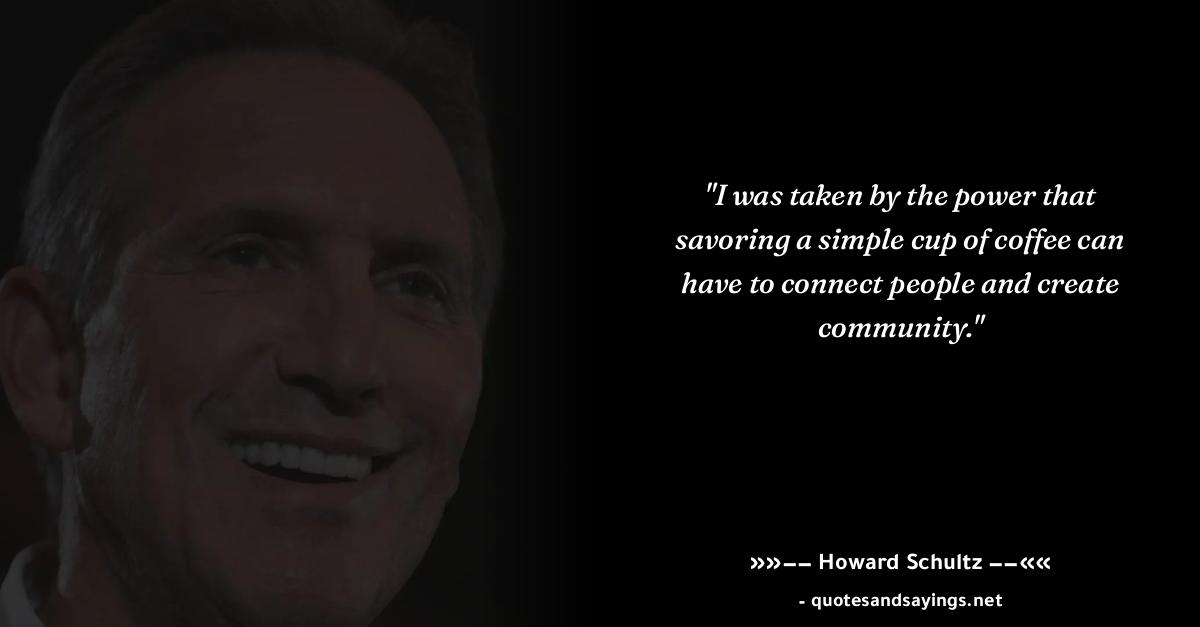 "I was taken by the power that
savoring a simple cup of coffee can
have to connect people and create
community."
»»−− Howard Schultz −−««
- quotesandsayings.net